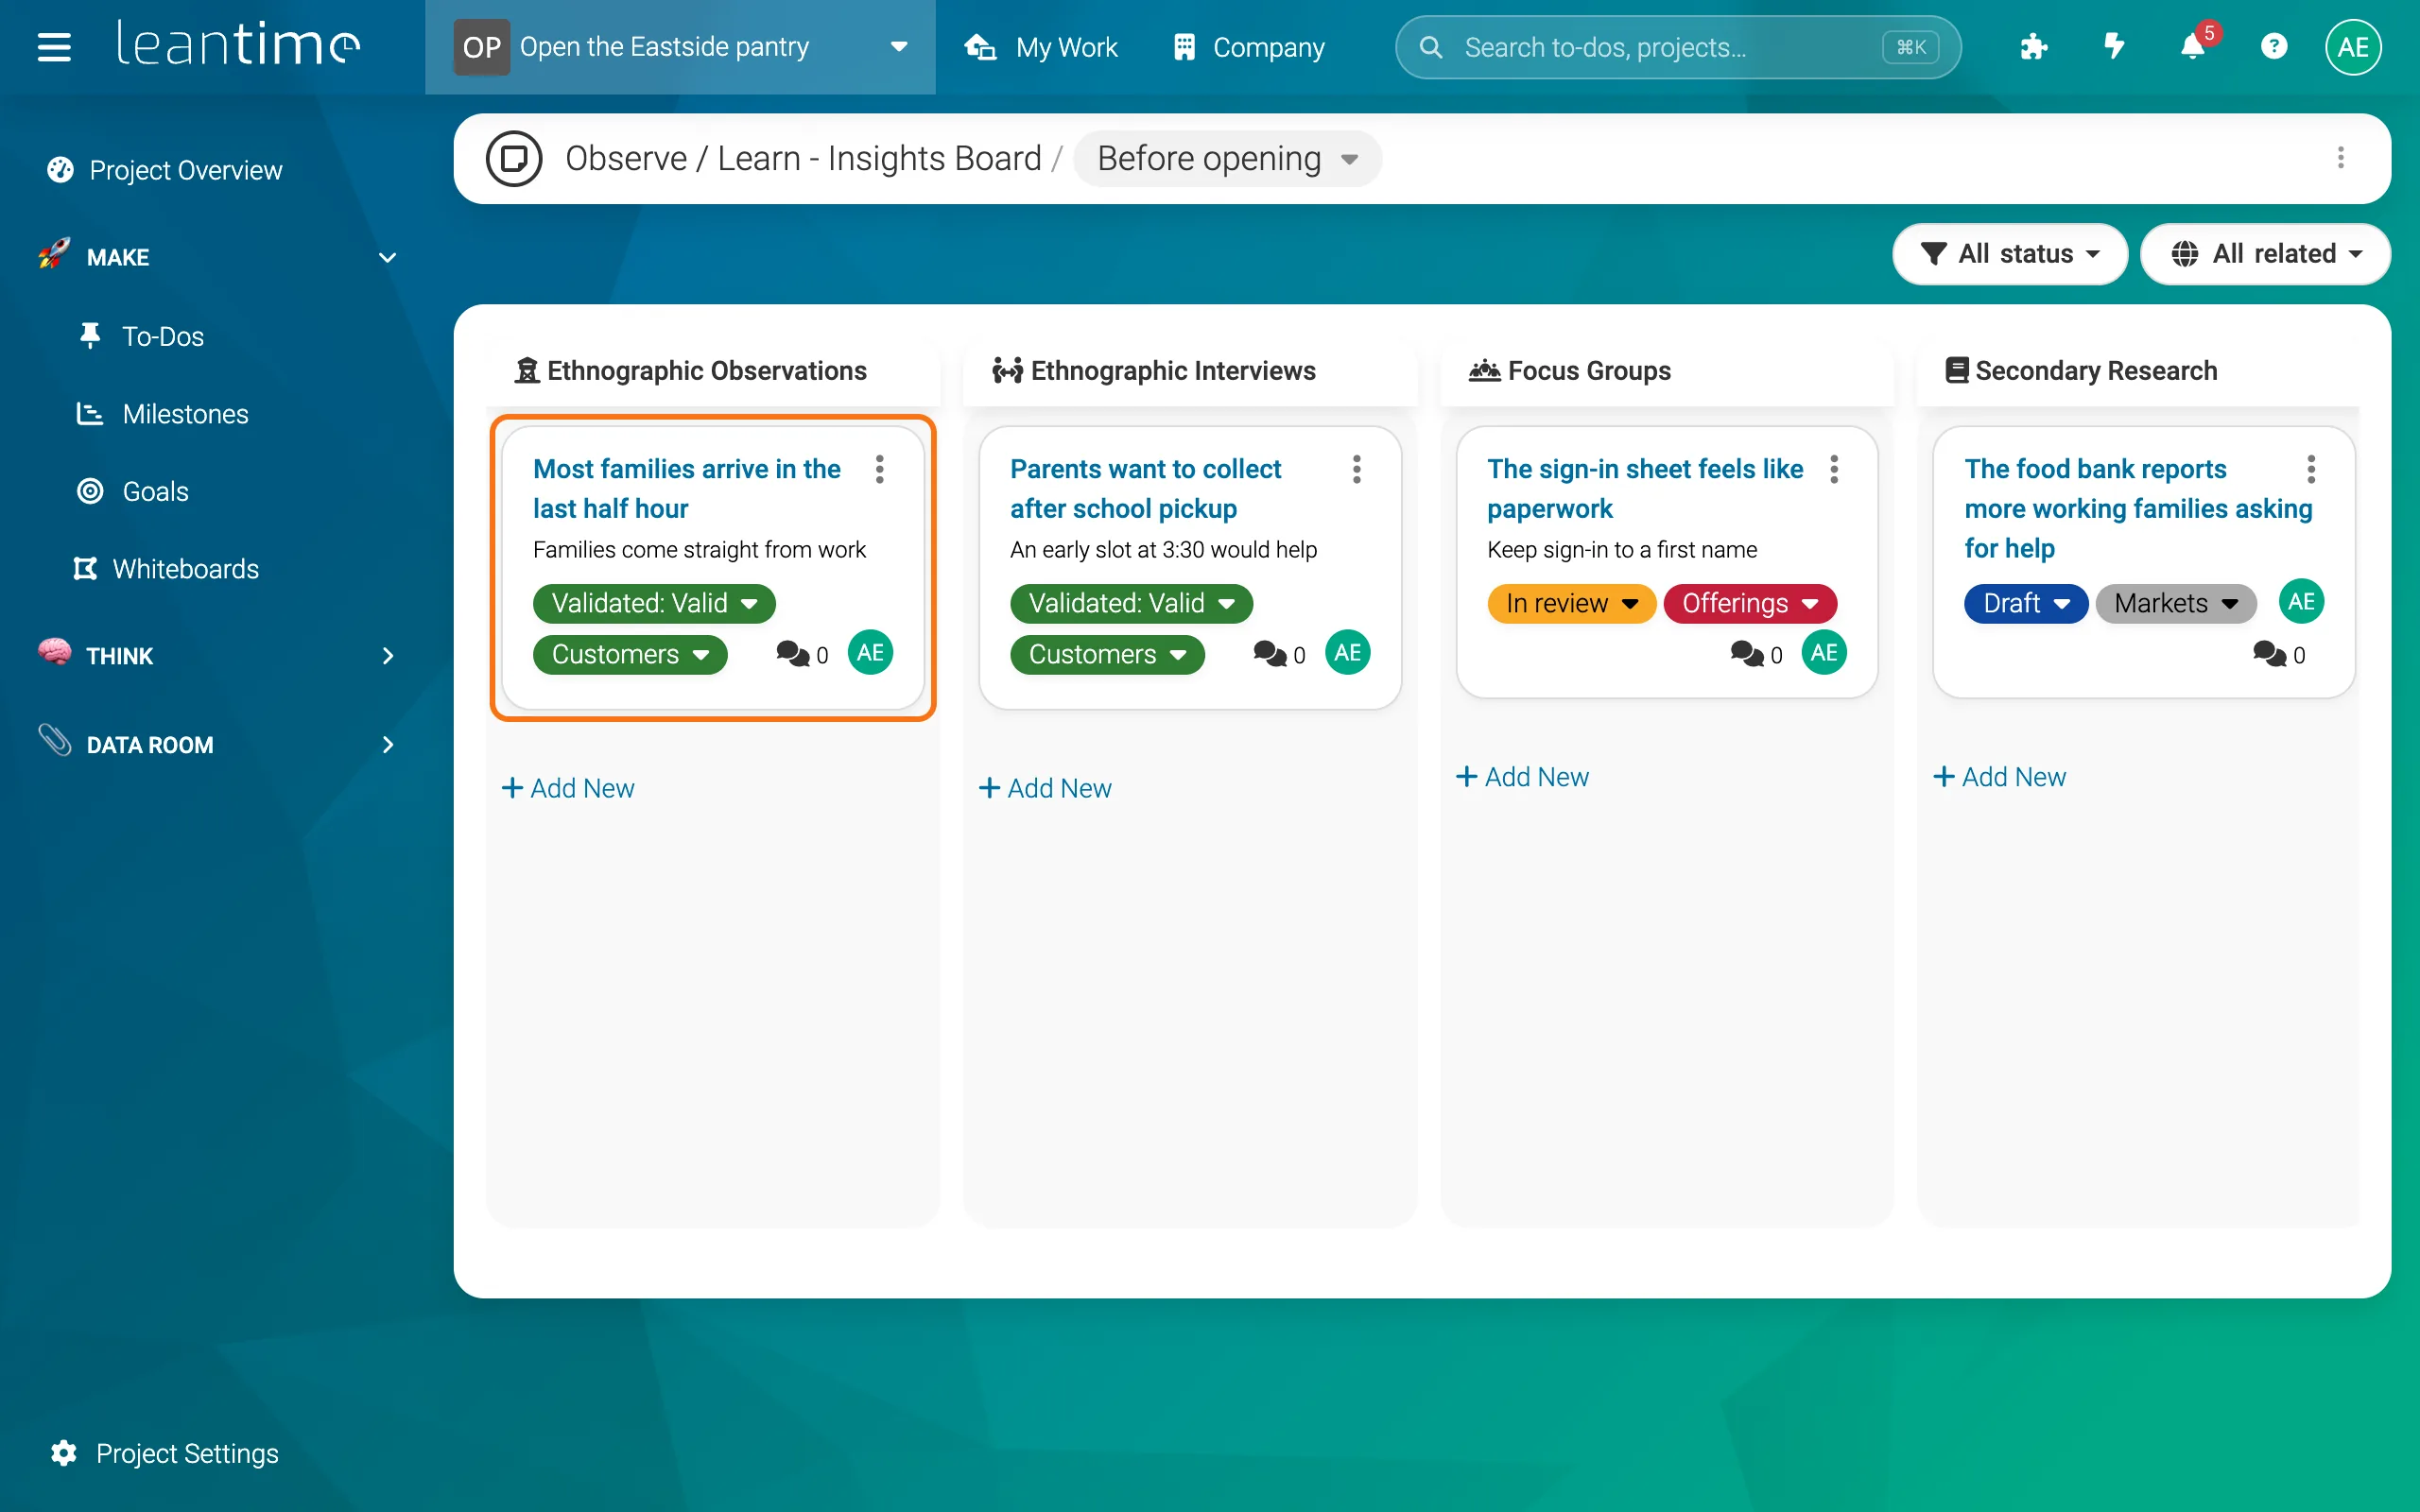 leantime
OP Open the Eastside pantry
My Work
Company
Search to-dos, projects...
⌘K
5
?
AE
Project Overview
MAKE
To-Dos
Milestones
Goals
Whiteboards
THINK
DATA ROOM
Project Settings
Observe / Learn - Insights Board / Before opening
All status
All related
Ethnographic Observations
Most families arrive in the
last half hour
Families come straight from work
Validated: Valid
Customers
0
AE
+ Add New
Ethnographic Interviews
Parents want to collect
after school pickup
An early slot at 3:30 would help
Validated: Valid
Customers
0
AE
+ Add New
Focus Groups
The sign-in sheet feels like
paperwork
Keep sign-in to a first name
In review
Offerings
0
AE
+ Add New
Secondary Research
The food bank reports
more working families asking
for help
Draft
Markets
AE
0
+ Add New